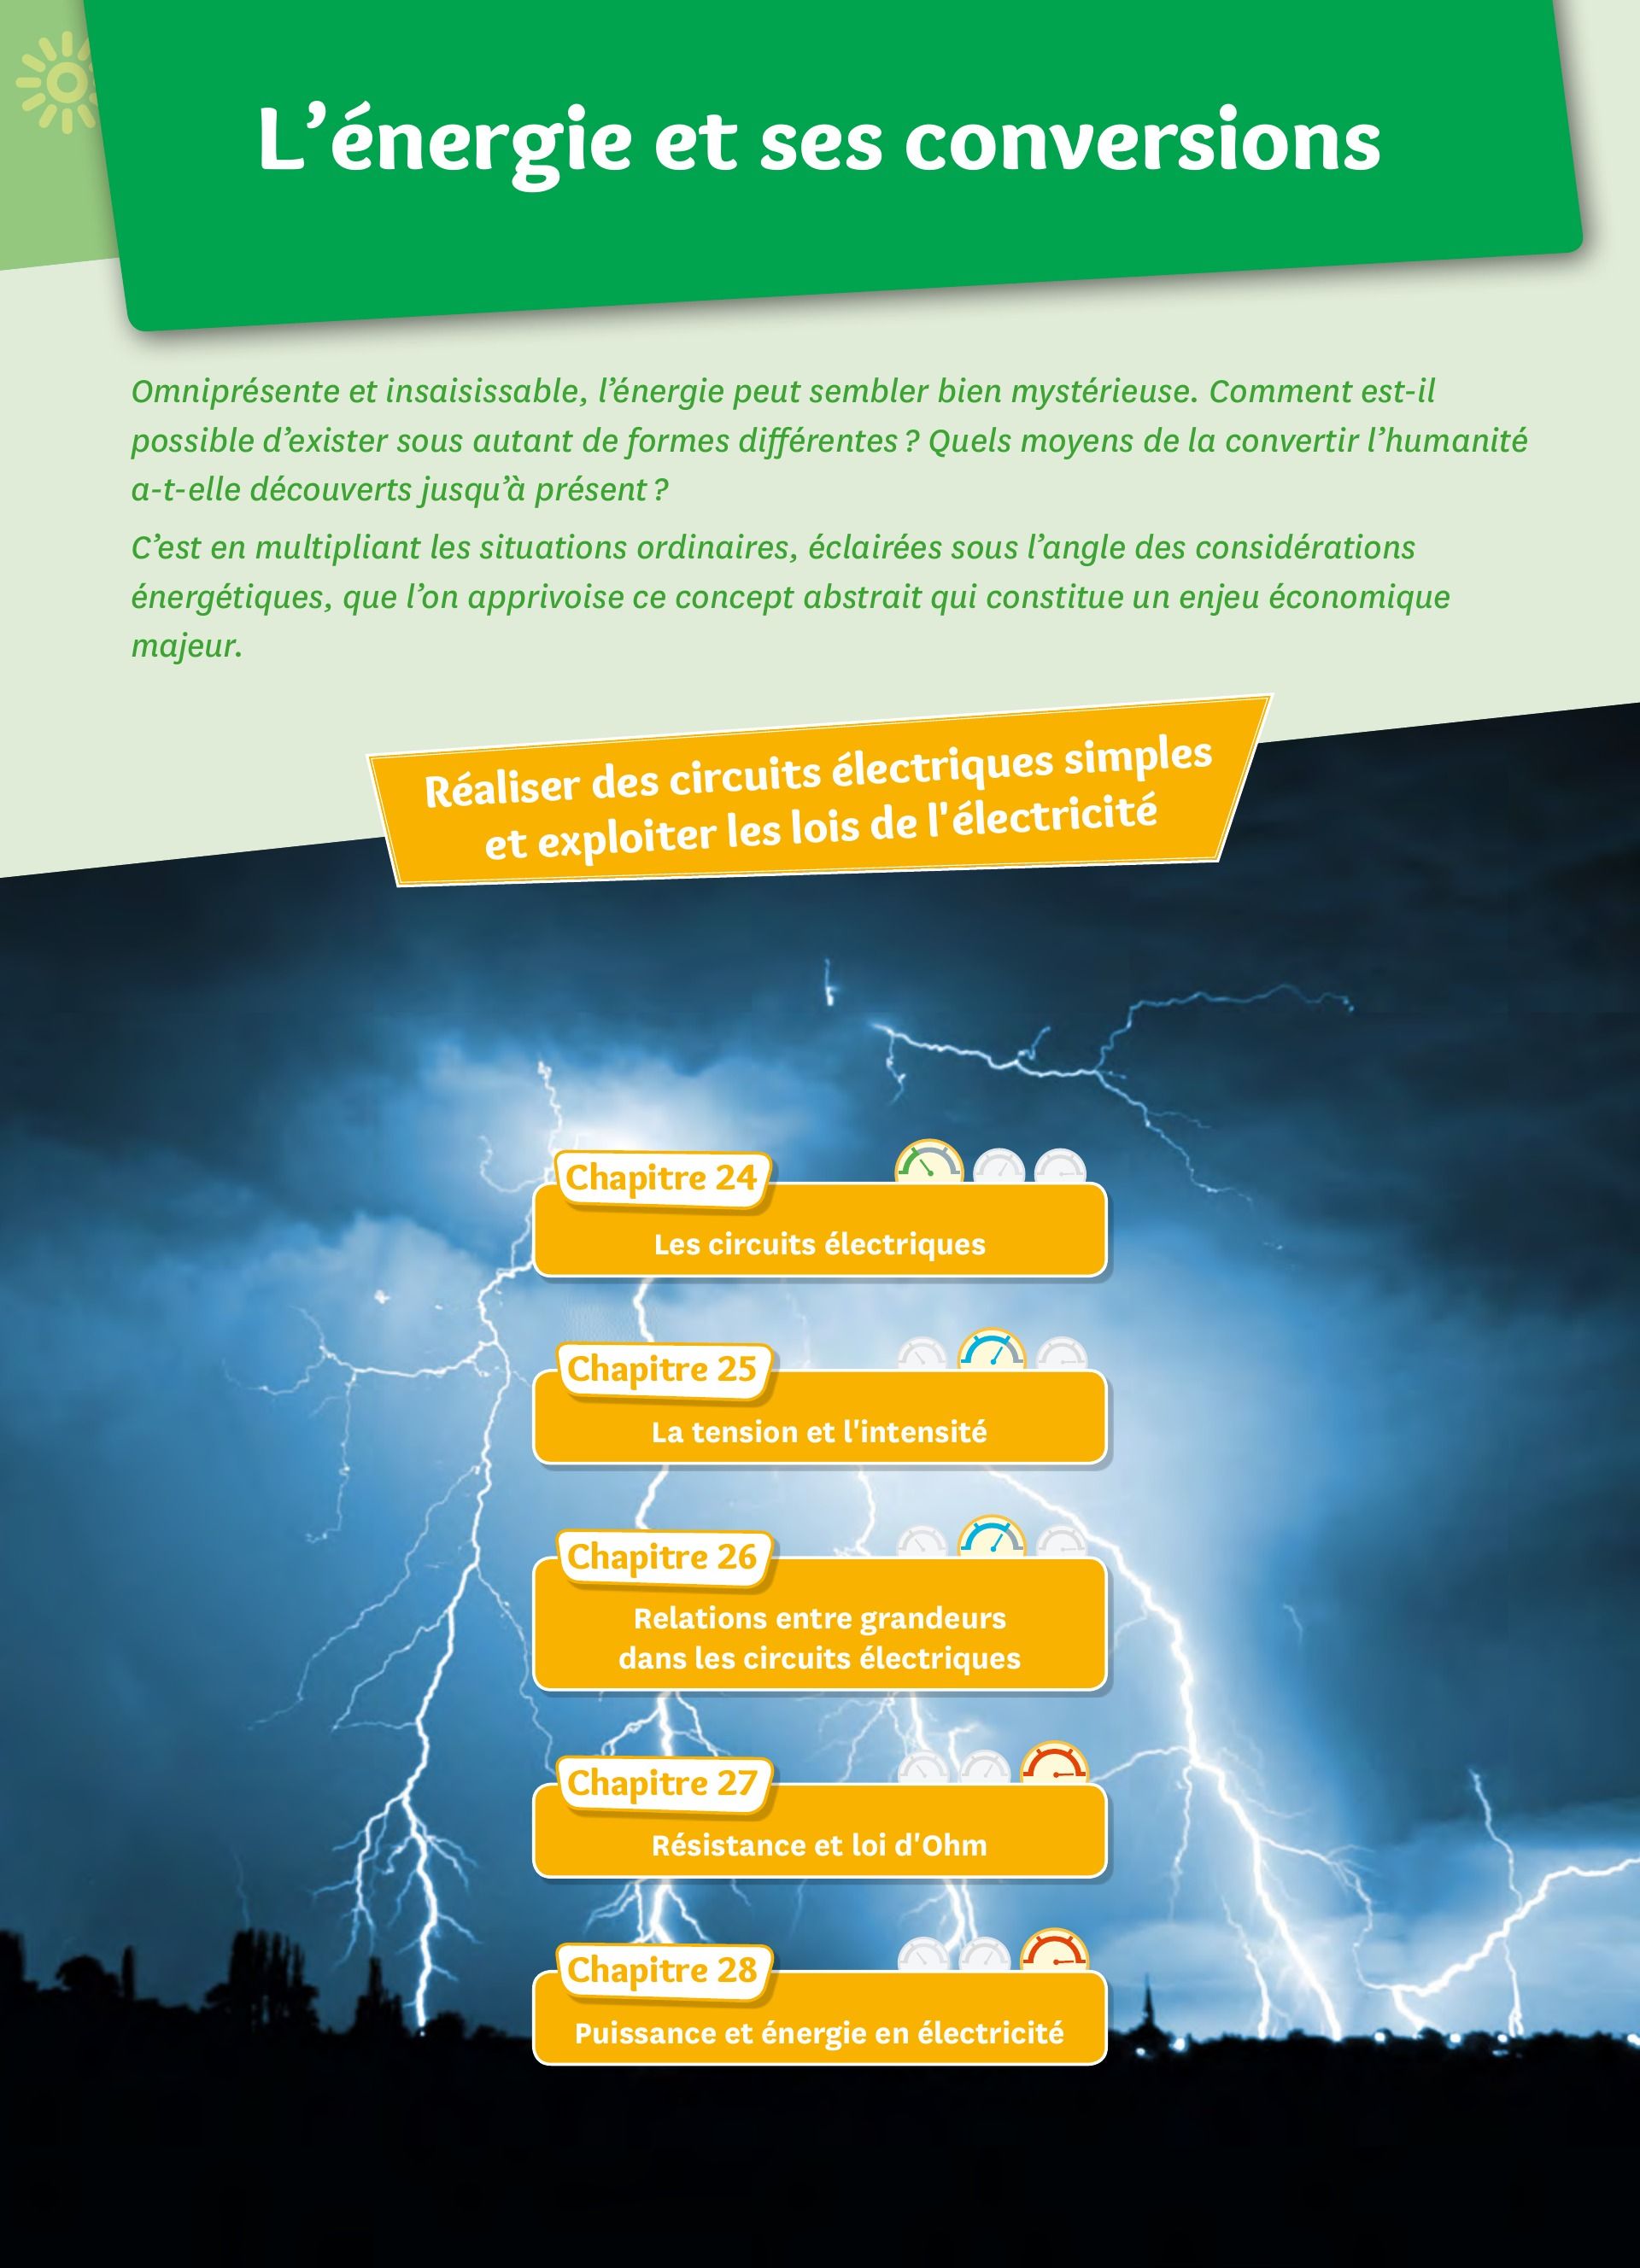 L’énergie et ses conversions
Omniprésente et insaisissable, l’énergie peut sembler bien mystérieuse. Comment est-il
possible d’exister sous autant de formes différentes ? Quels moyens de la convertir l’humanité
a-t-elle découverts jusqu’à présent ?
C’est en multipliant les situations ordinaires, éclairées sous l’angle des considérations
énergétiques, que l’on apprivoise ce concept abstrait qui constitue un enjeu économique
majeur.
Réaliser des circuits électriques simples
et exploiter les lois de l'électricité
Chapitre 24
Les circuits électriques
Chapitre 25
La tension et l'intensité
Chapitre 26
Relations entre grandeurs
dans les circuits électriques
Chapitre 27
Résistance et loi d'Ohm
Chapitre 28
Puissance et énergie en électricité